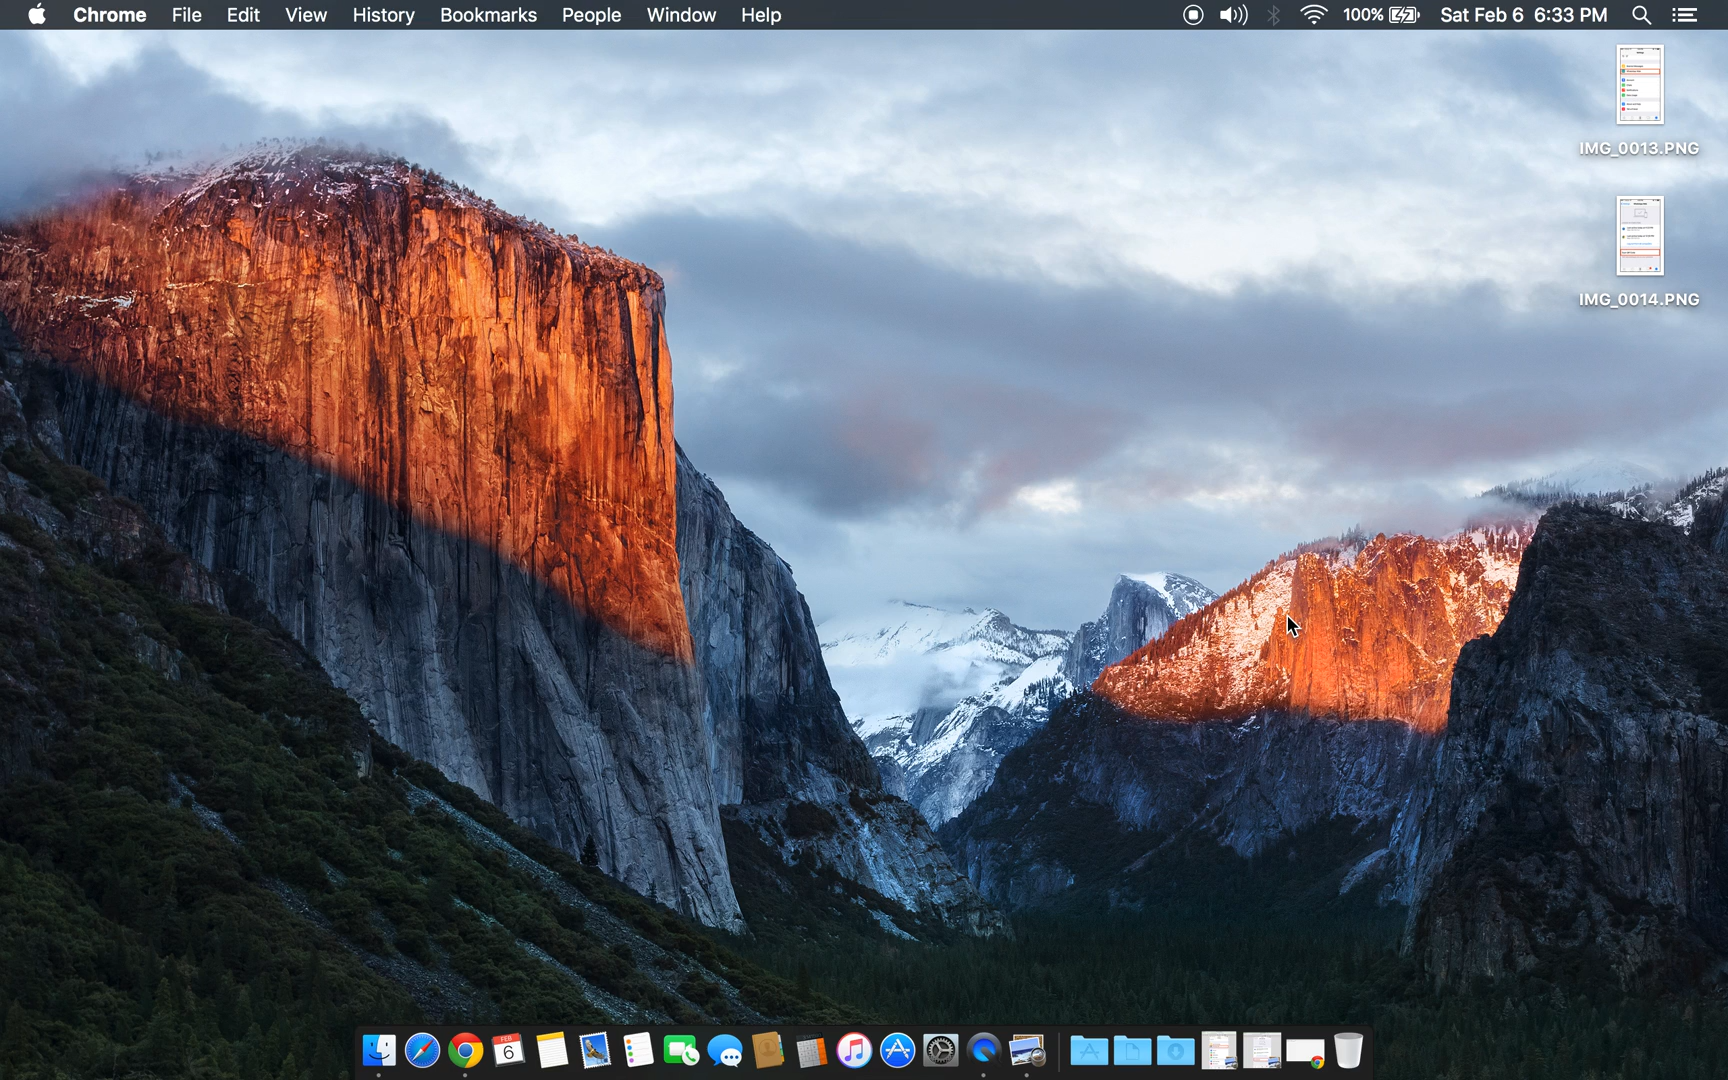 Chrome File Edit View History Bookmarks People Window Help 100% Sat Feb 6 6:33 PM
IMG_0013.PNG
IMG_0014.PNG
FEB
6